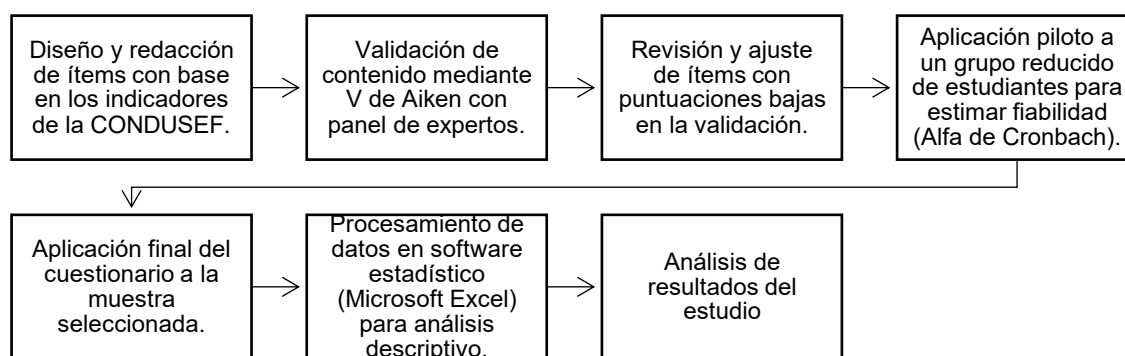 Diseño y redacción
de ítems con base
en los indicadores
de la CONDUSEF.
Validación de
contenido mediante
V de Aiken con
panel de expertos.
Revisión y ajuste
de ítems con
puntuaciones bajas
en la validación.
Aplicación piloto a
un grupo reducido
de estudiantes para
estimar fiabilidad
(Alfa de Cronbach).
Aplicación final del
cuestionario a la
muestra
seleccionada.
Procesamiento de
datos en software
estadístico
(Microsoft Excel)
para análisis
descriptivo.
Análisis de
resultados del
estudio